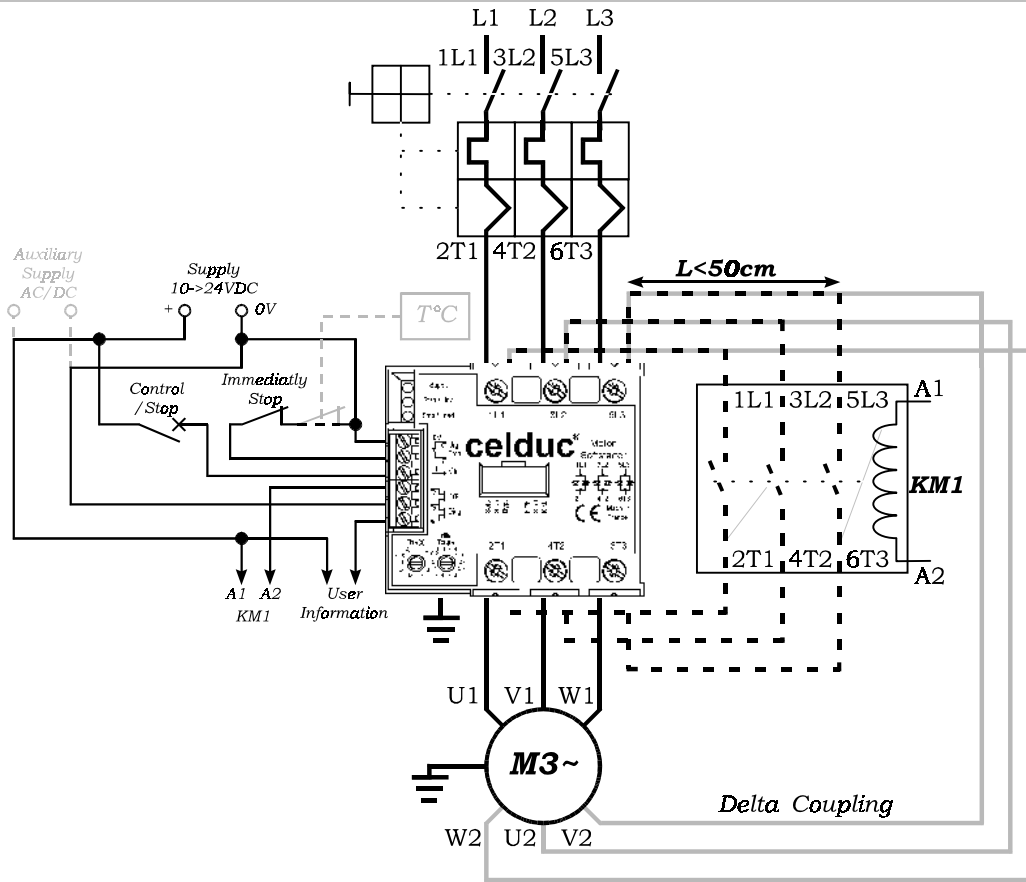 L1 L2 L3
1L1 3L2 5L3
2T1 4T2 6T3
Auxiliary
Supply
AC/DC
Supply
10->24VDC
+ 0V
T°C
L<50cm
Control
/Stop
Immediatly
Stop
celduc®
Motor
1L1 3L2 5L3
2T1 4T2
CE
1L1 3L2 5L3
A1
KM1
2T1 4T2 6T3
A2
A1 A2
KM1
User
Information
U1 V1 W1
M3~
Delta Coupling
W2 U2 V2